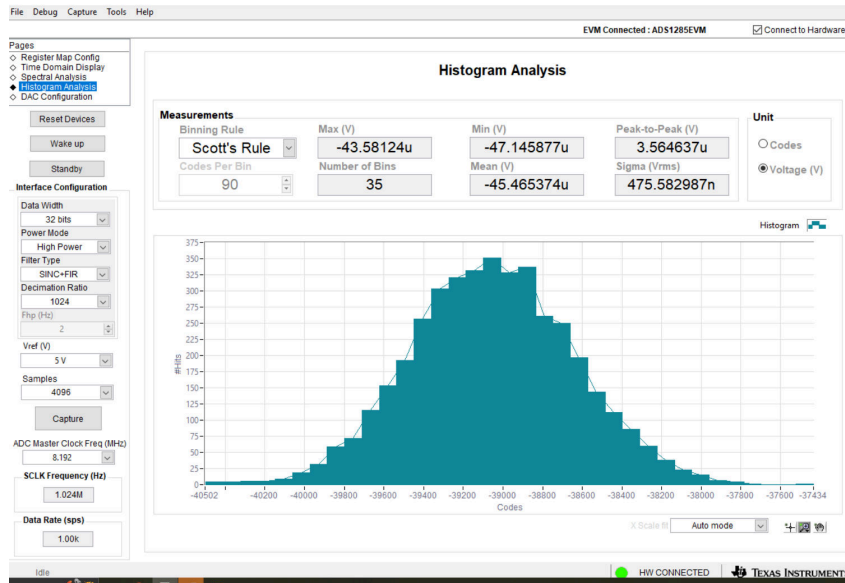 File Debug Capture Tools Help
EVM Connected : ADS1285EVM
Connect to Hardware
Pages
Register Map Config
Time Domain Display
Spectral Analysis
Histogram Analysis
DAC Configuration
Reset Devices
Wake up
Standby
Interface Configuration
Data Width
32 bits
Power Mode
High Power
Filter Type
SINC+FIR
Decimation Ratio
1024
Fhp (Hz)
2
Vref (V)
5 V
Samples
4096
Capture
ADC Master Clock Freq (MHz)
8.192
SCLK Frequency (Hz)
1.024M
Data Rate (sps)
1.00k
Histogram Analysis
Measurements
Binning Rule Max (V) Min (V) Peak-to-Peak (V)
Scott's Rule -43.58124u -47.145877u 3.564637u
Codes Per Bin Number of Bins Mean (V) Sigma (Vrms)
90 35 -45.465374u 475.582987n
Unit
Codes
Voltage (V)
Histogram
375
350
325
300
275
250
225
200
175
150
125
100
75
50
25
0
#Hits
-40502 -40200 -40000 -39800 -39600 -39400 -39200 -39000 -38800 -38600 -38400 -38200 -38000 -37800 -37600 -37434
Codes
X Scale fit Auto mode
Idle HW CONNECTED TEXAS INSTRUMENT